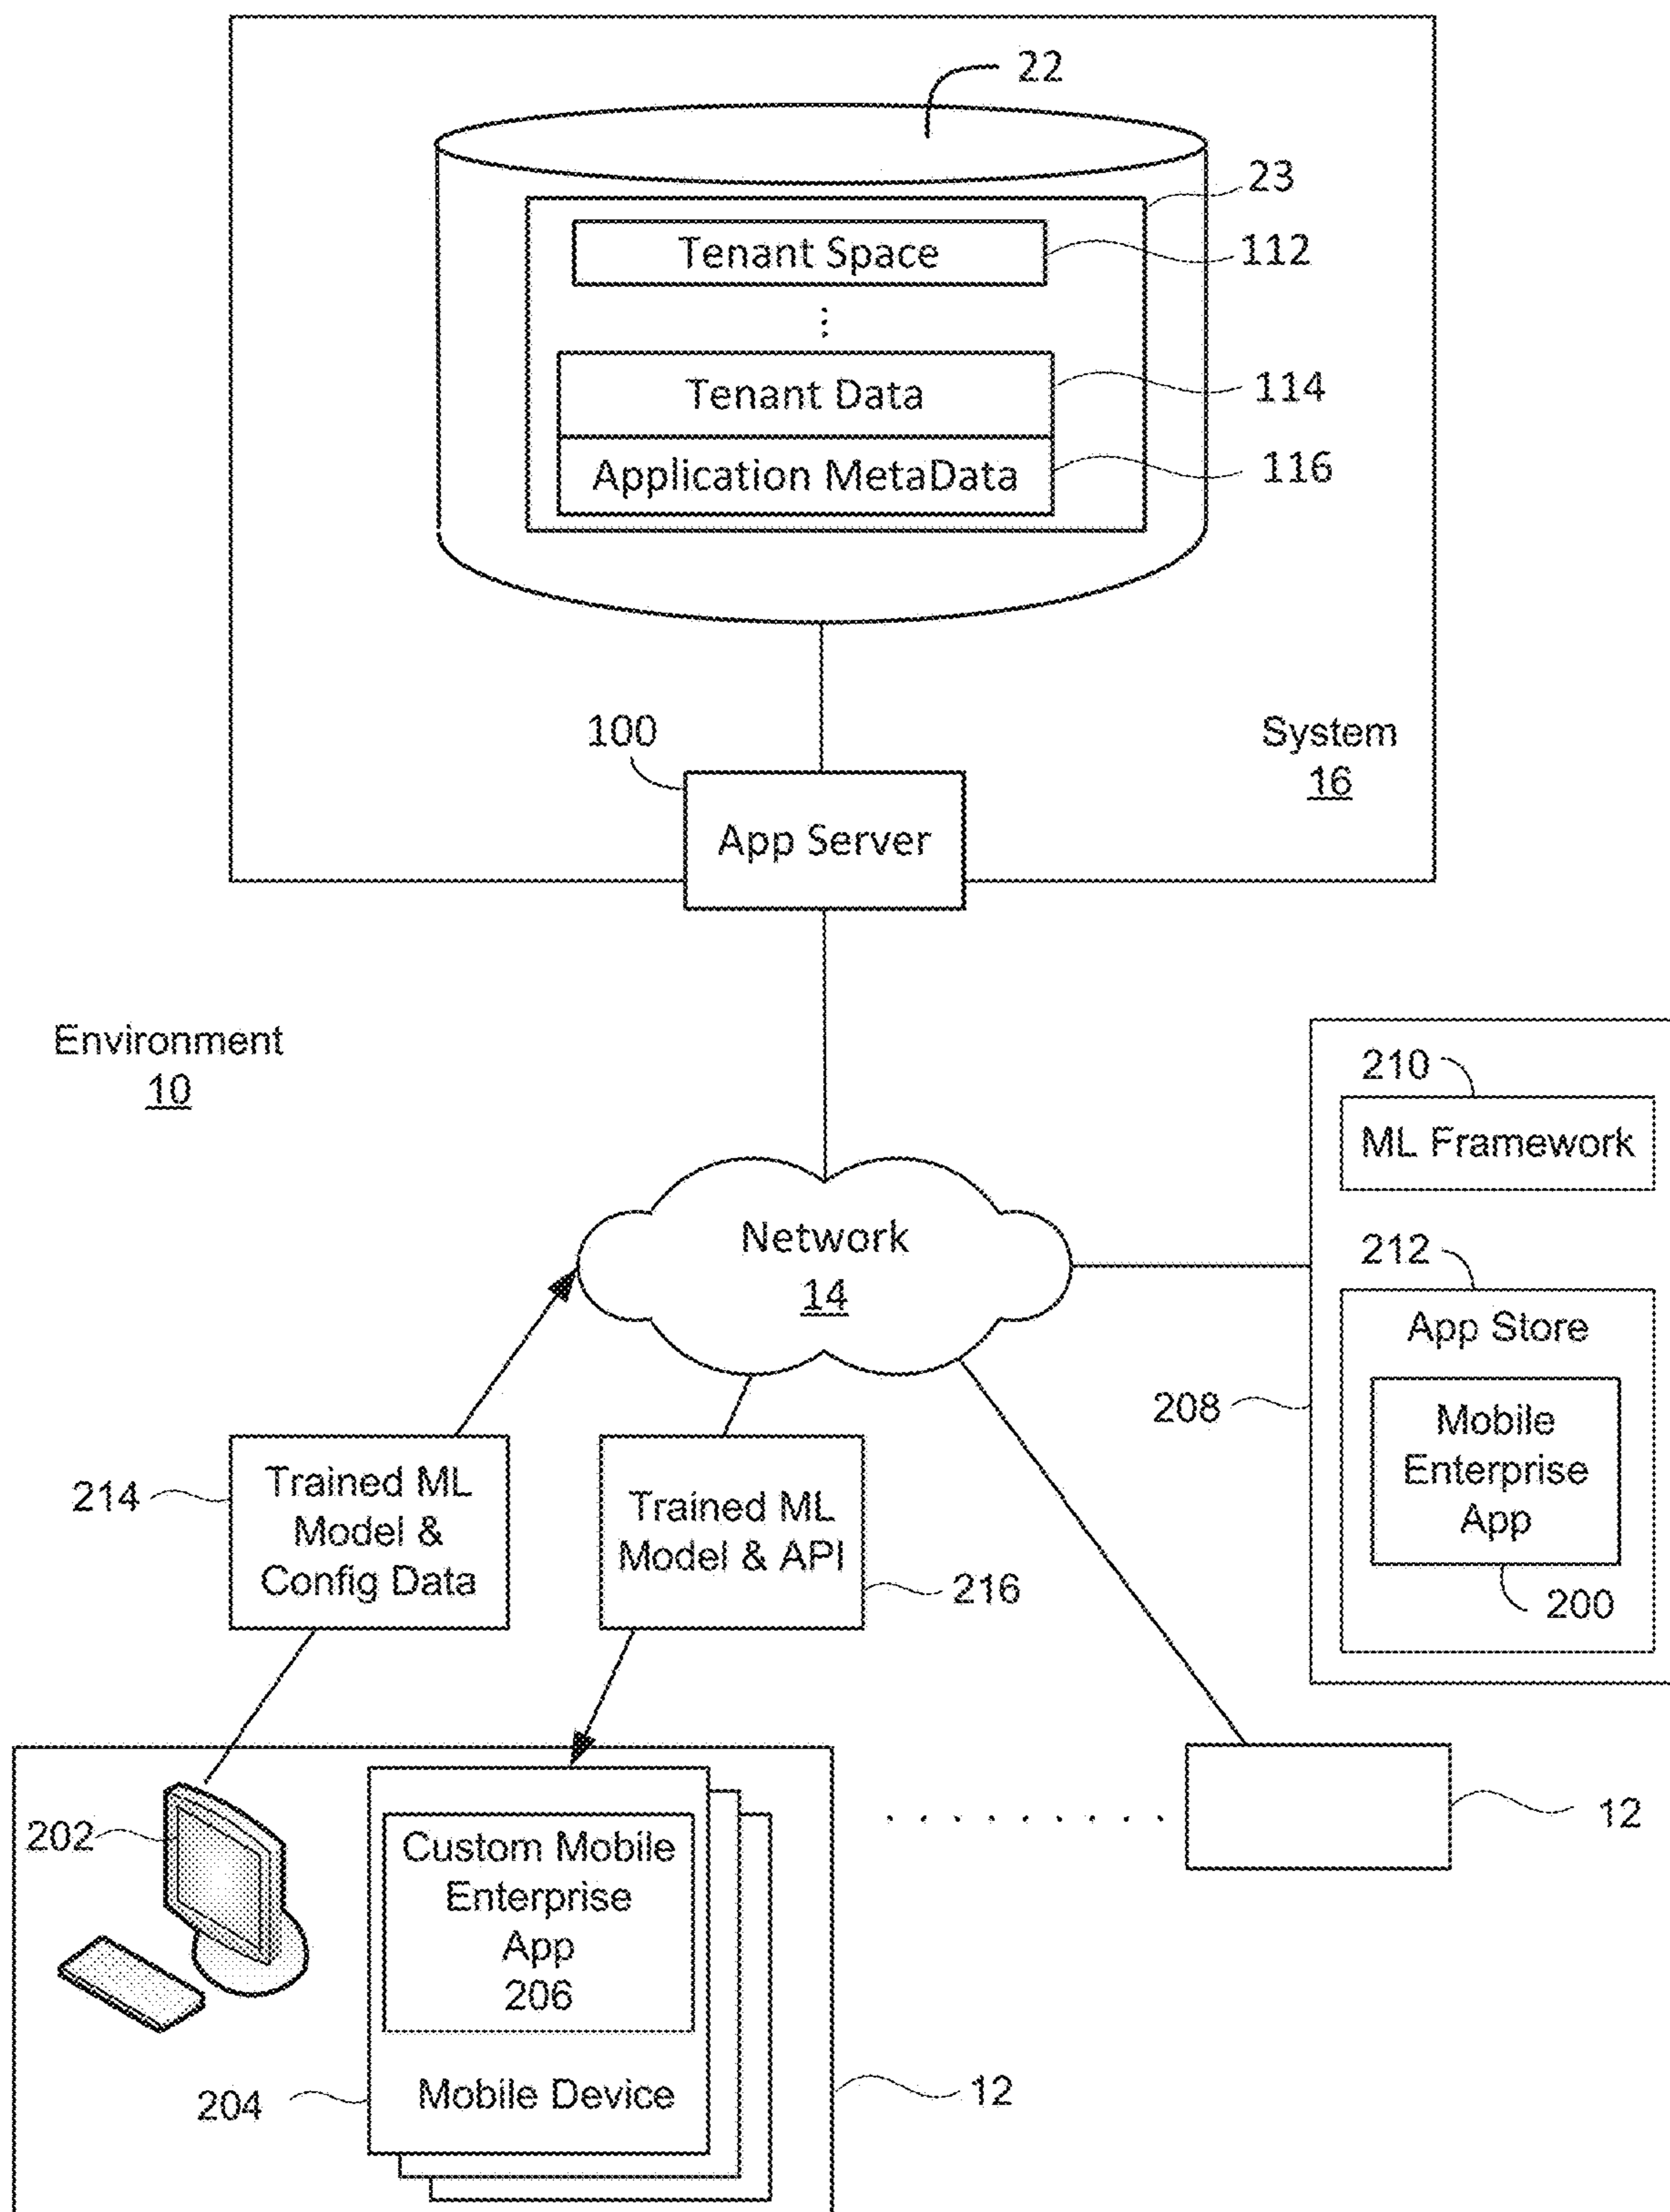 22
23
Tenant Space
112
Tenant Data
114
Application MetaData
116
100
System
16
App Server
Environment
10
210
ML Framework
Network
14
212
App Store
Mobile
Enterprise
App
200
208
214
Trained ML
Model &
Config Data
Trained ML
Model & API
216
202
Custom Mobile
Enterprise
App
206
Mobile Device
204
12
12